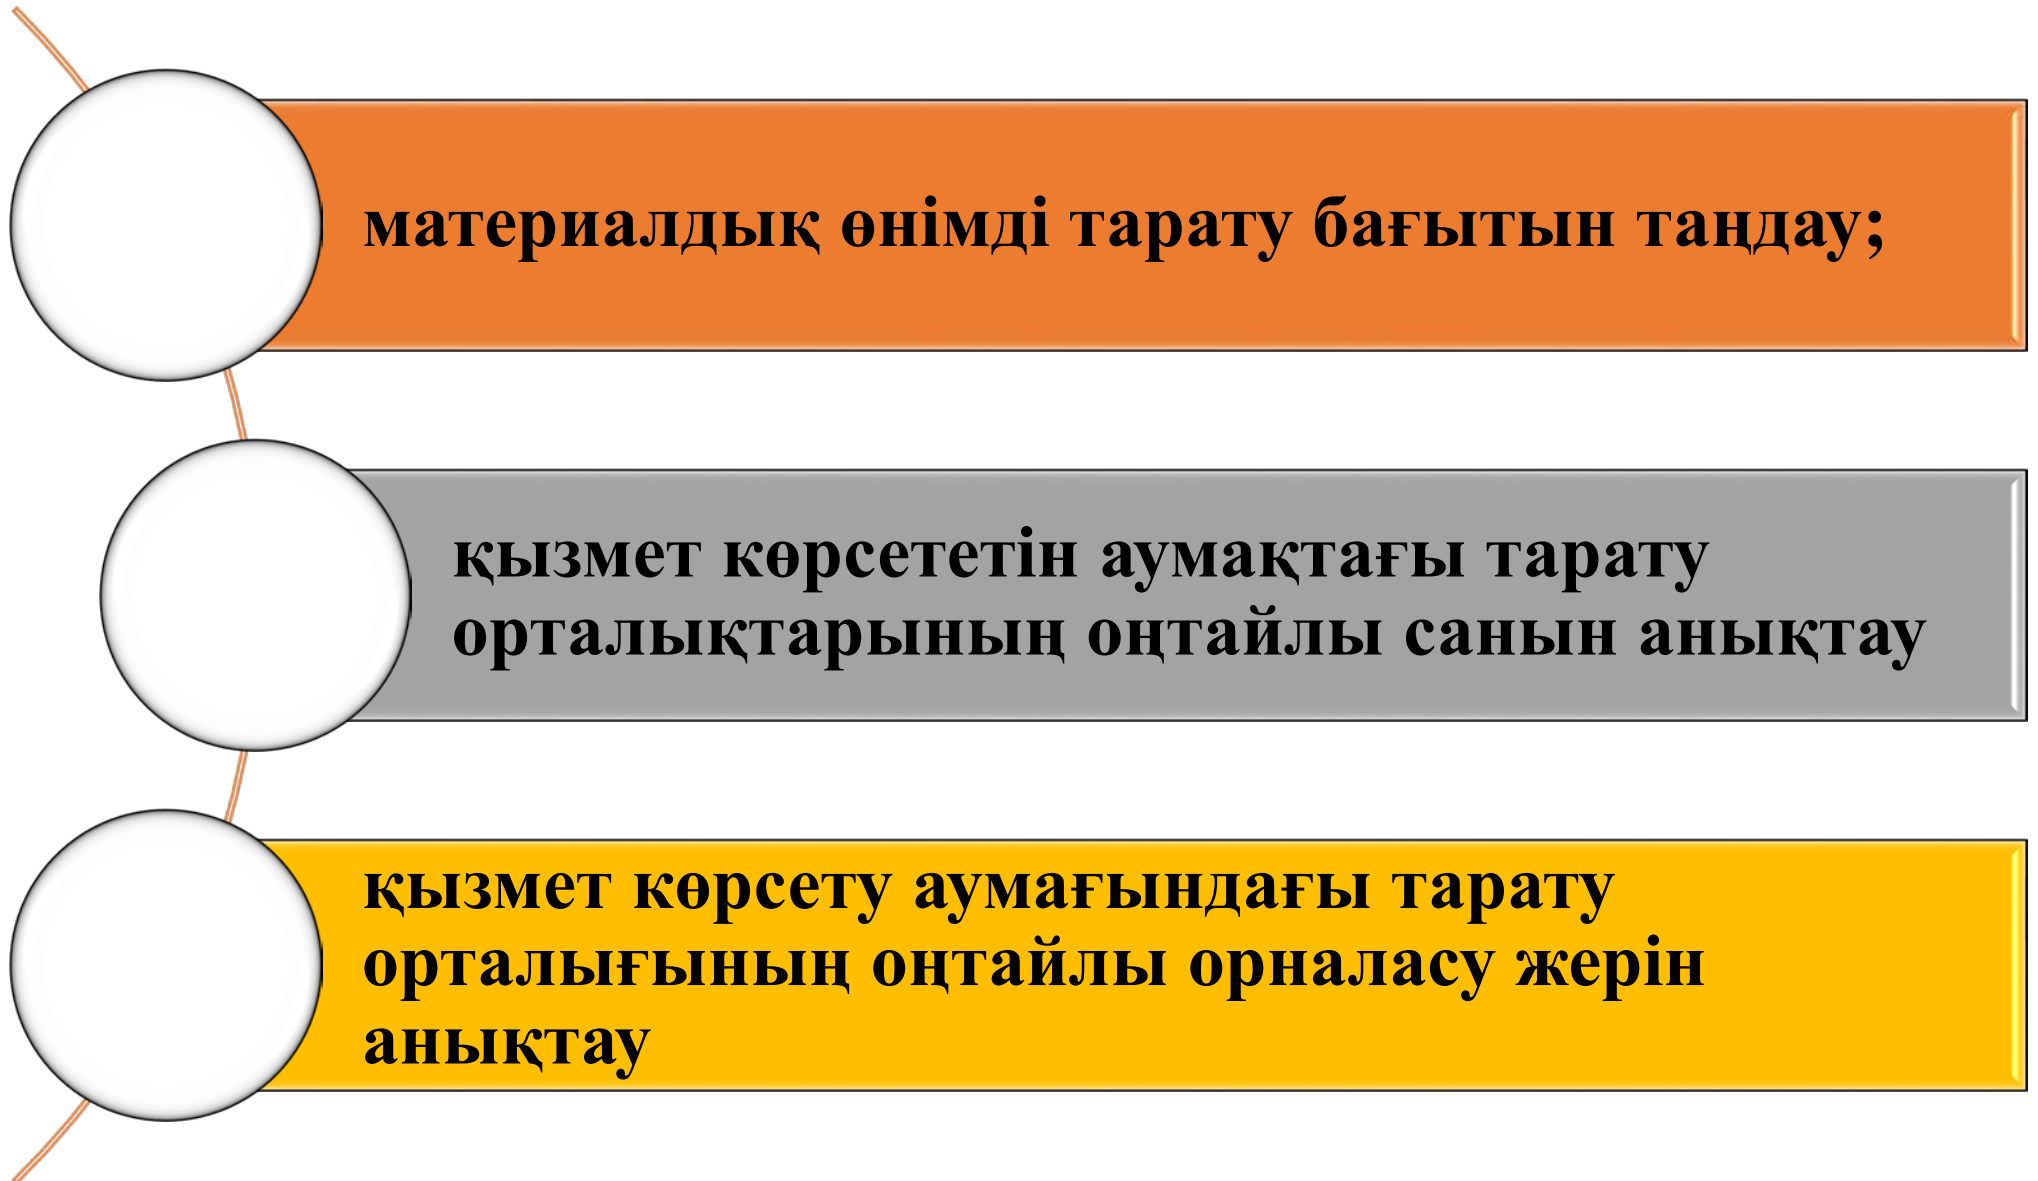 материалдық өнімді тарату бағытын таңдау;
қызмет көрсететін аумақтағы тарату
орталықтарының оңтайлы санын анықтау
қызмет көрсету аумағындағы тарату
орталығының оңтайлы орналасу жерін
анықтау